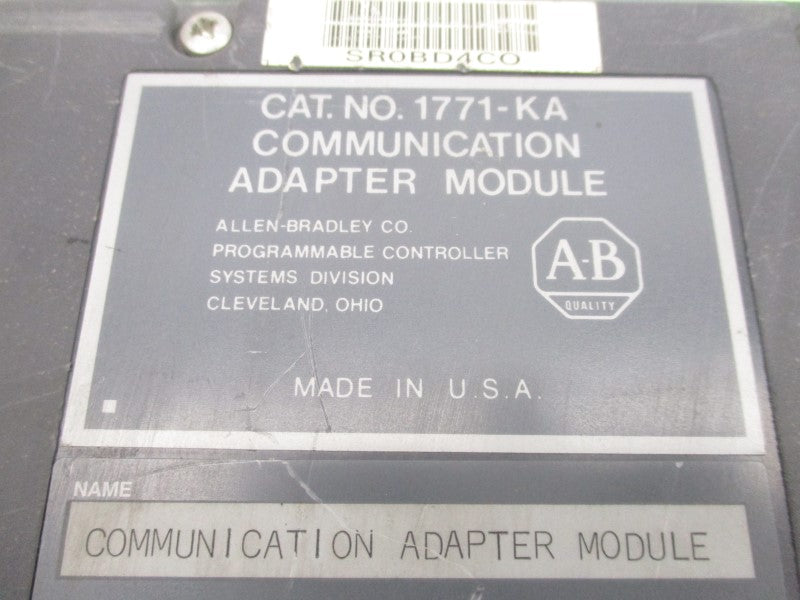 SR0BD4CO
CAT. NO. 1771-KA
COMMUNICATION
ADAPTER MODULE
ALLEN-BRADLEY CO.
PROGRAMMABLE CONTROLLER
SYSTEMS DIVISION
CLEVELAND, OHIO
A-B
QUALITY
MADE IN U.S.A.
NAME
COMMUNICATION ADAPTER MODULE